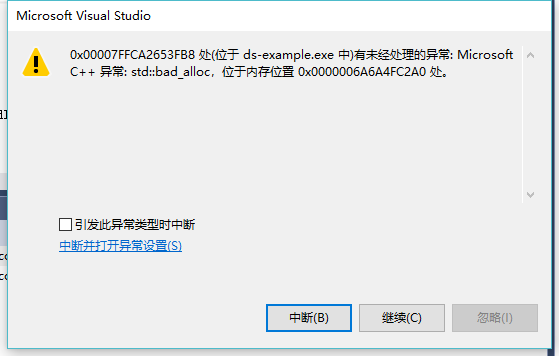 Microsoft Visual Studio
0x00007FFCA2653FB8 处(位于 ds-example.exe 中)有未经处理的异常: Microsoft
C++ 异常: std::bad_alloc，位于内存位置 0x0000006A6A4FC2A0 处。
引发此异常类型时中断
中断并打开异常设置(S)
中断(B)
继续(C)
忽略(I)